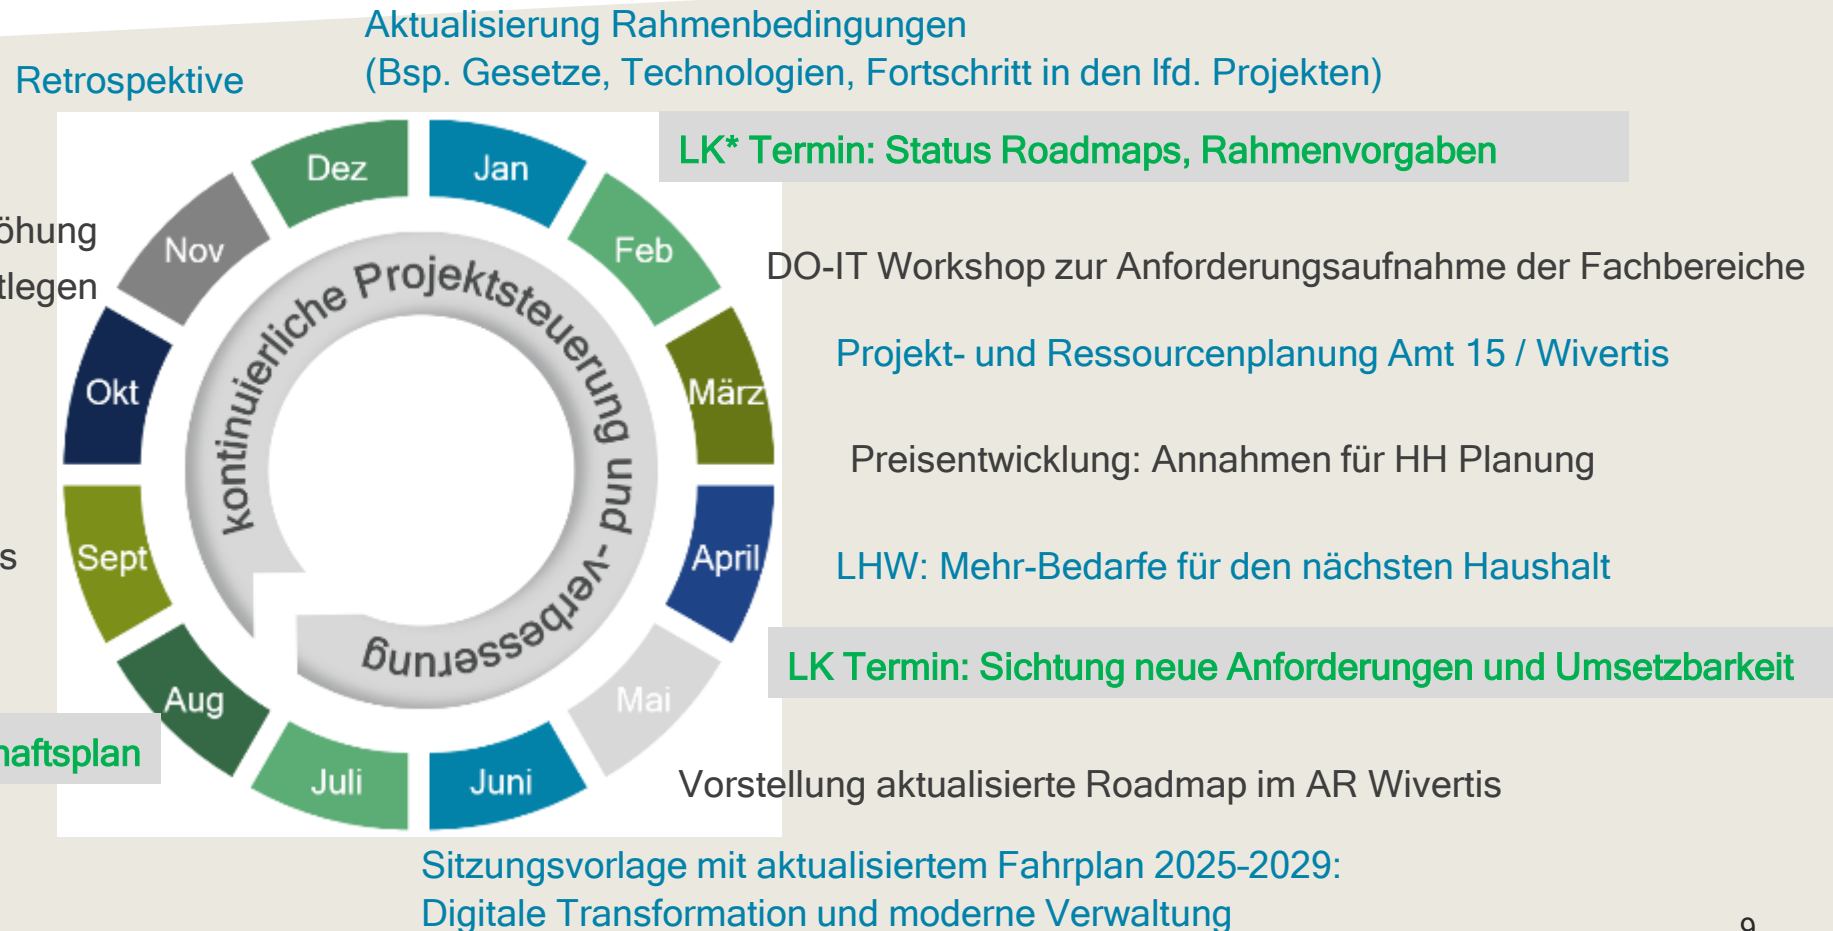 Aktualisierung Rahmenbedingungen
(Bsp. Gesetze, Technologien, Fortschritt in den lfd. Projekten)
Retrospektive
LK* Termin: Status Roadmaps, Rahmenvorgaben
Dez
Jan
Nov
Feb
öhung
tlegen
DO-IT Workshop zur Anforderungsaufnahme der Fachbereiche
Projekt- und Ressourcenplanung Amt 15 / Wivertis
Okt
März
kontinuierliche Projektsteuerung und -verbesserung
Preisentwicklung: Annahmen für HH Planung
s
Sept
April
LHW: Mehr-Bedarfe für den nächsten Haushalt
LK Termin: Sichtung neue Anforderungen und Umsetzbarkeit
Aug
Mai
haftsplan
Juli
Juni
Vorstellung aktualisierte Roadmap im AR Wivertis
Sitzungsvorlage mit aktualisiertem Fahrplan 2025-2029:
Digitale Transformation und moderne Verwaltung
9